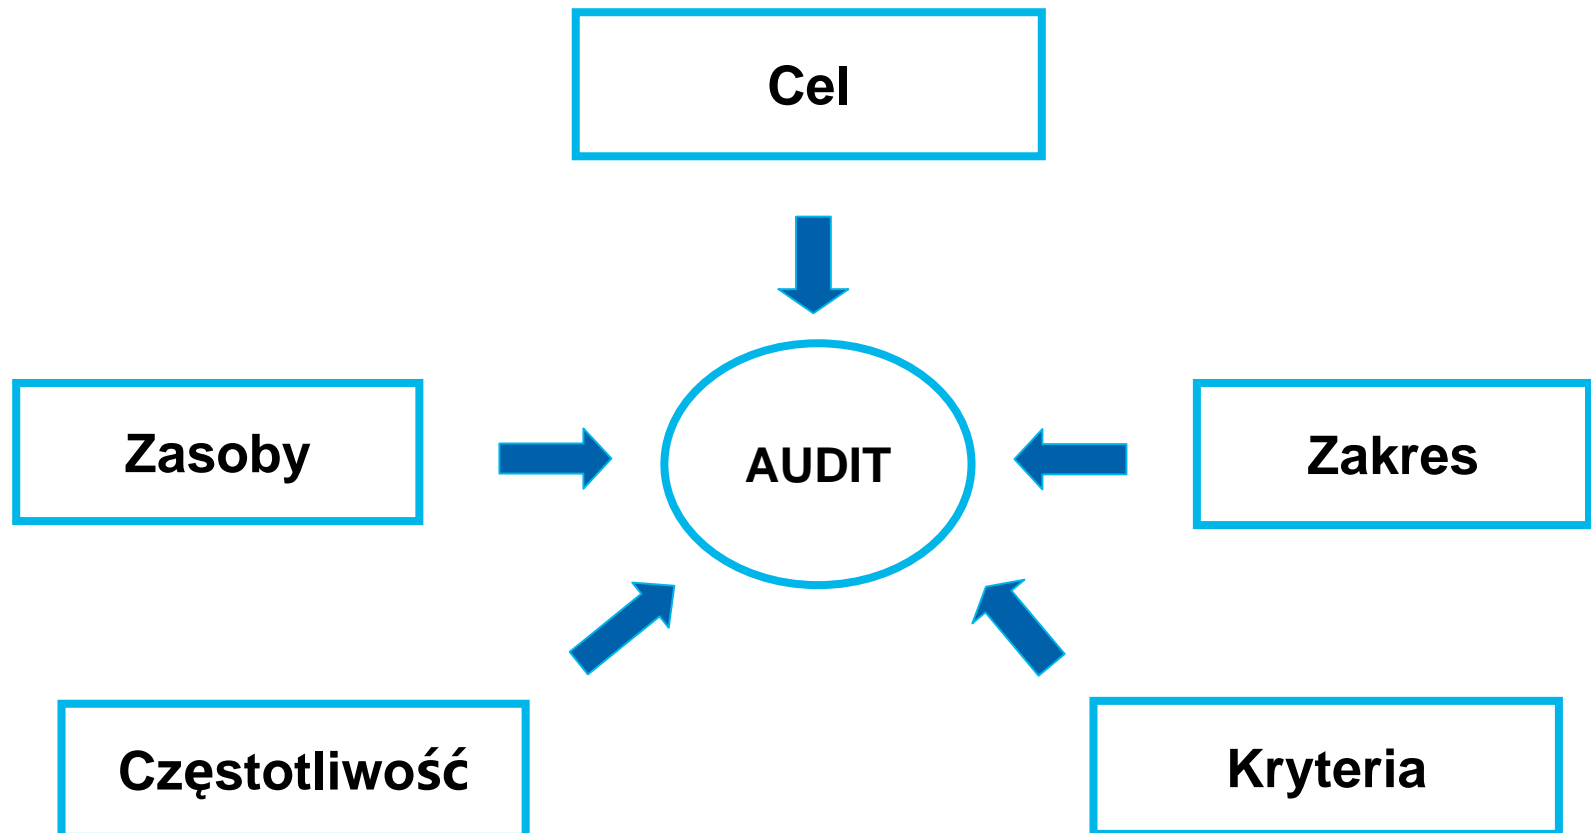 Cel
Zasoby
AUDIT
Zakres
Częstotliwość
Kryteria